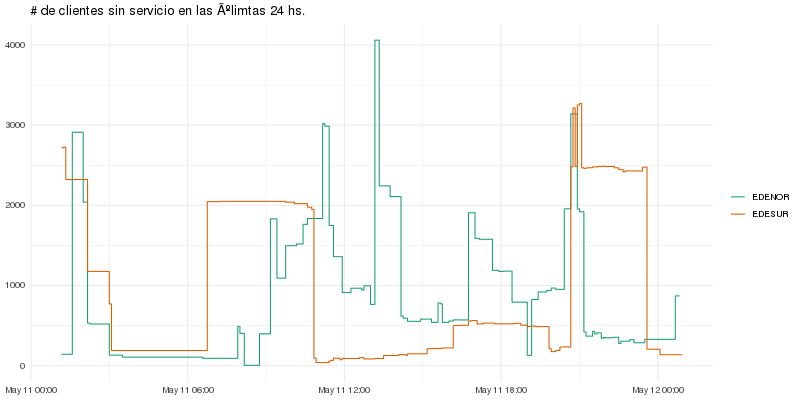 # de clientes sin servicio en las Ãºlimtas 24 hs.
4000
3000
2000
1000
0
May 11 00:00
May 11 06:00
May 11 12:00
May 11 18:00
May 12 00:00
EDENOR
EDESUR